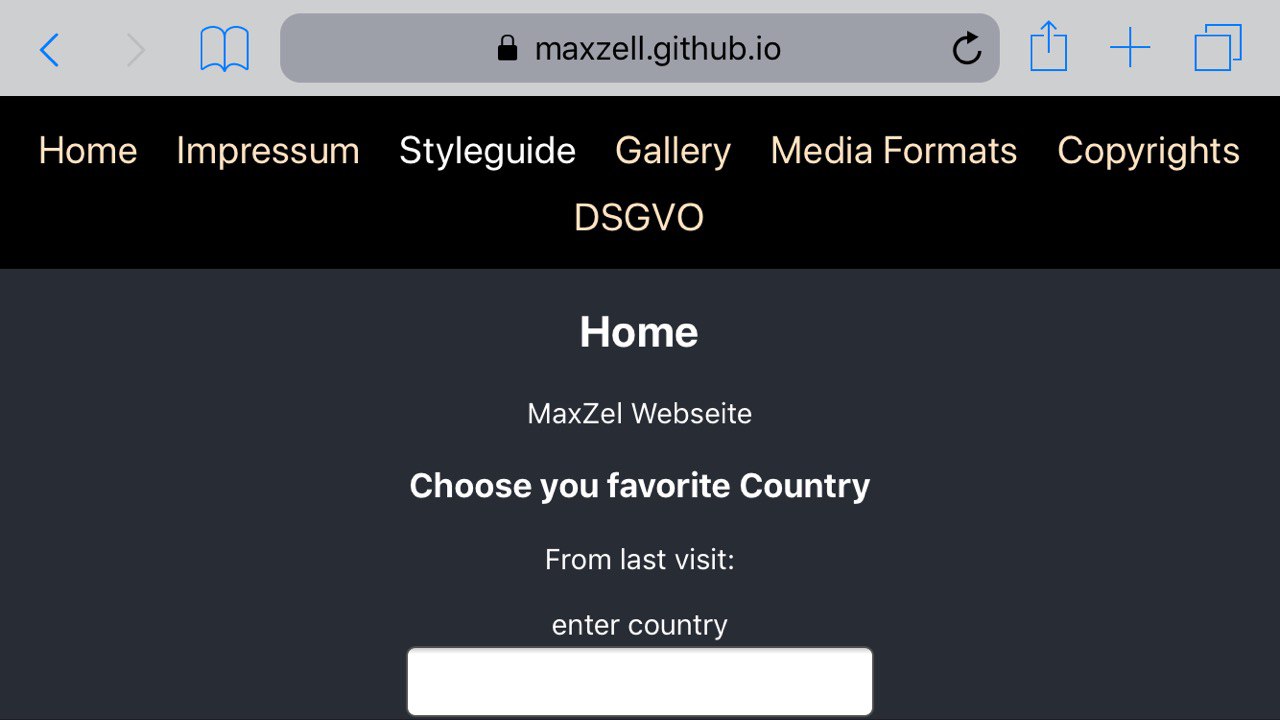 maxzell.github.io
Home Impressum Styleguide Gallery Media Formats Copyrights
DSGVO
Home
MaxZel Webseite
Choose you favorite Country
From last visit:
enter country